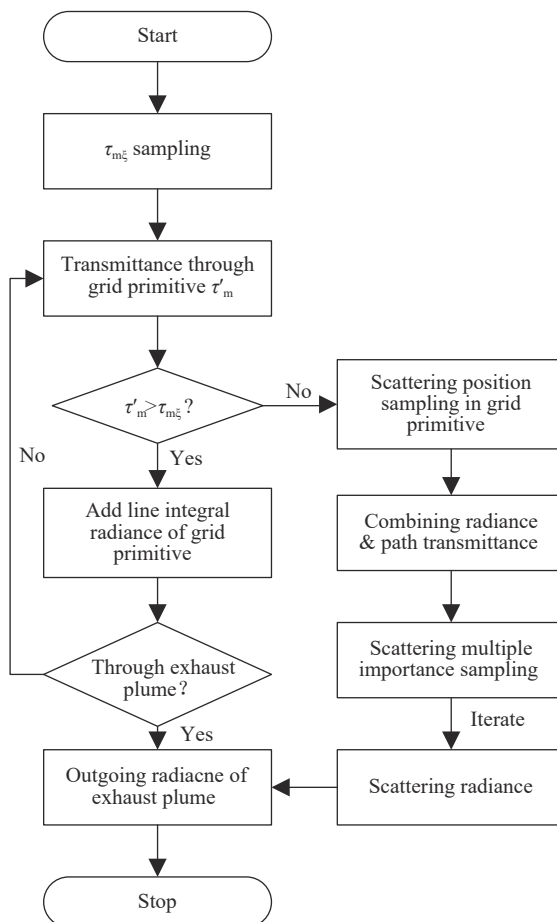 Start
τmξ sampling
Transmittance through
grid primitive τ′m
τ′m>τmξ?
No
Yes
Scattering position
sampling in grid
primitive
No
Add line integral
radiance of grid
primitive
Combining radiance
& path transmittance
Through exhaust
plume?
Scattering multiple
importance sampling
Yes
Iterate
Outgoing radiacne of
exhaust plume
Scattering radiance
Stop